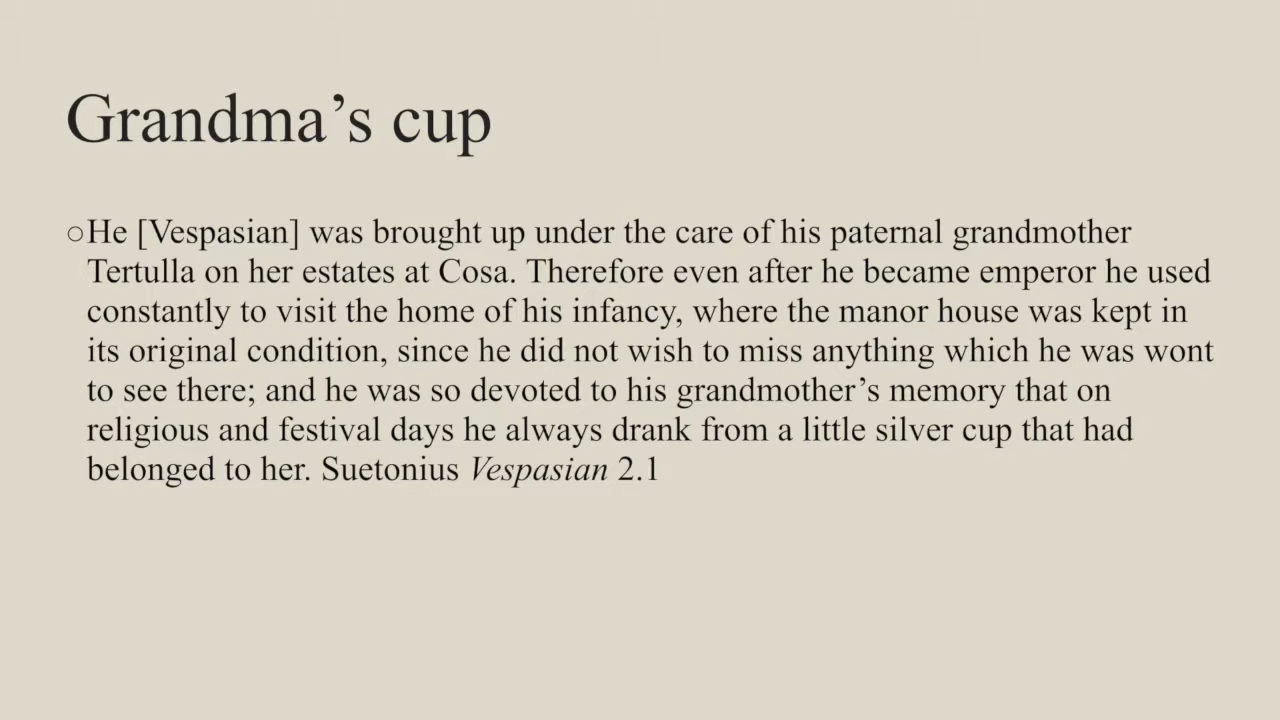 Grandma’s cup
○He [Vespasian] was brought up under the care of his paternal grandmother
Tertulla on her estates at Cosa. Therefore even after he became emperor he used
constantly to visit the home of his infancy, where the manor house was kept in
its original condition, since he did not wish to miss anything which he was wont
to see there; and he was so devoted to his grandmother’s memory that on
religious and festival days he always drank from a little silver cup that had
belonged to her. Suetonius Vespasian 2.1